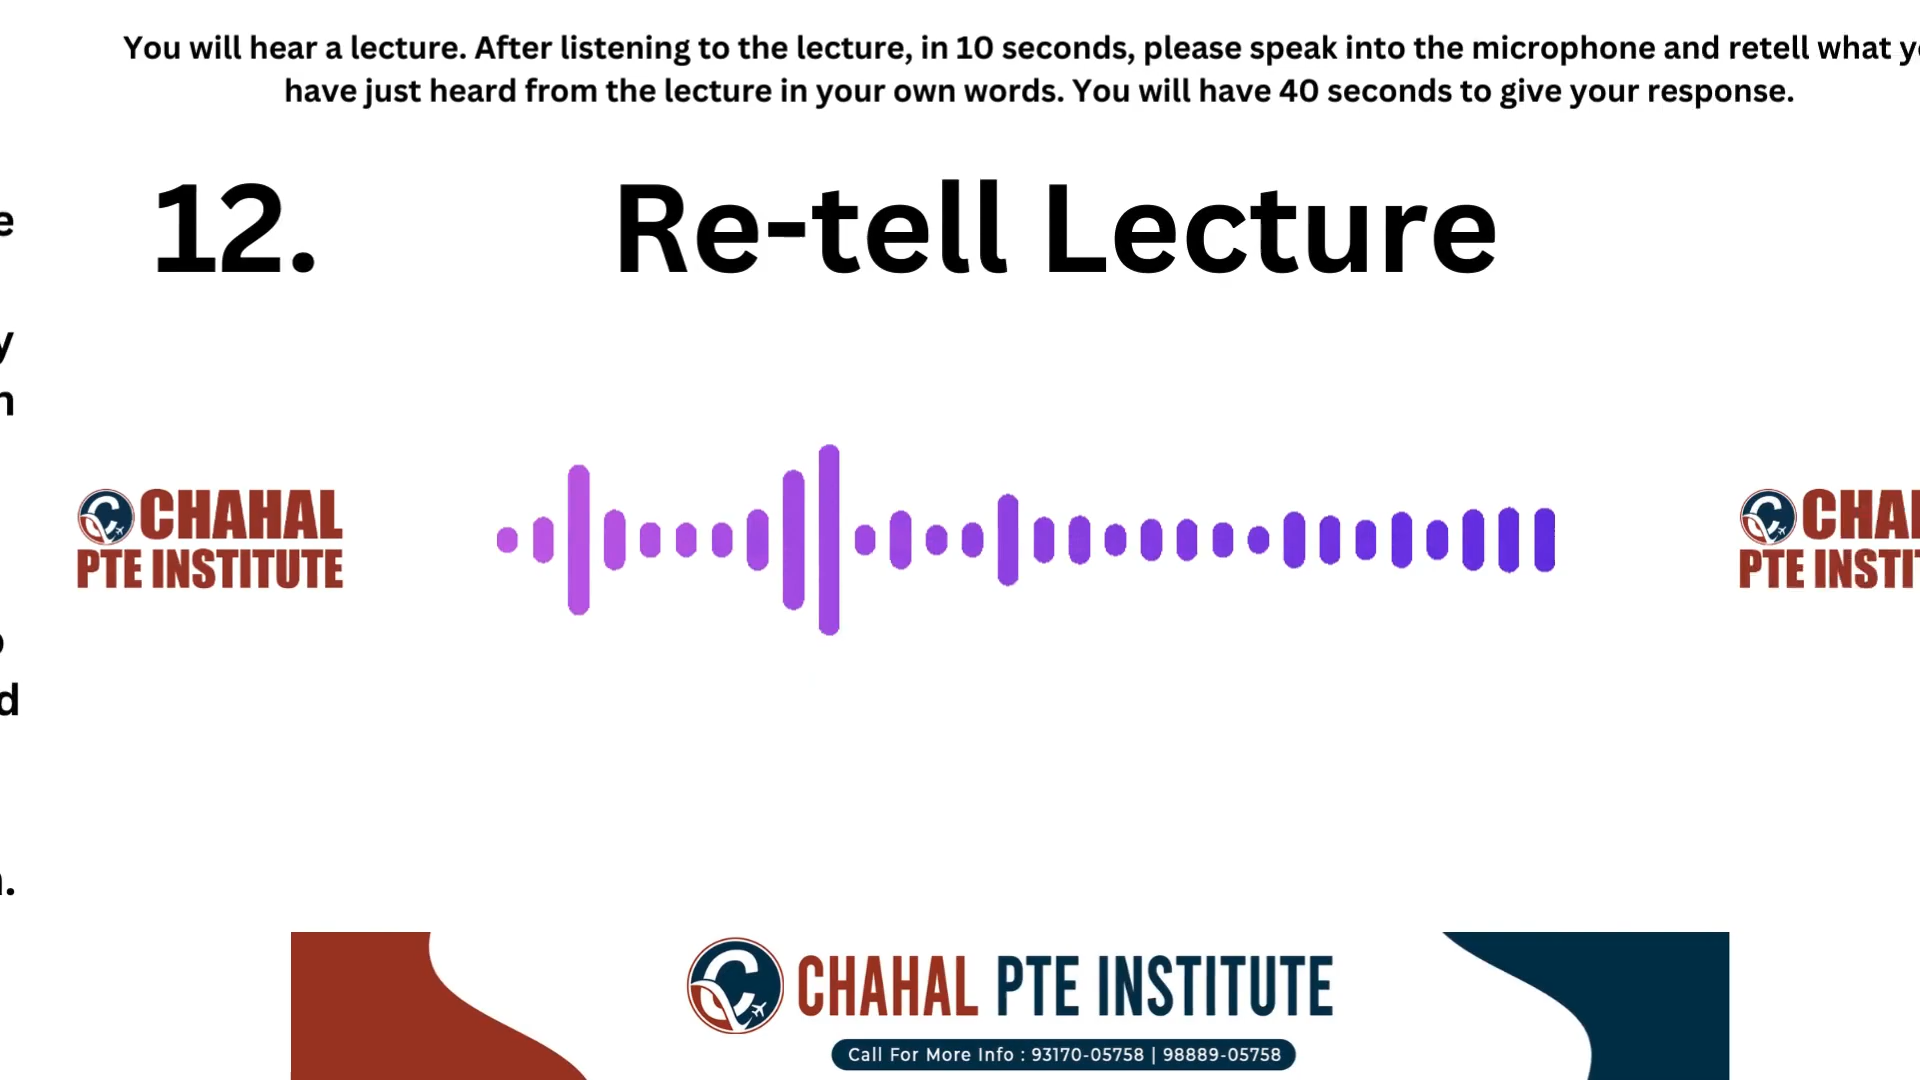 You will hear a lecture. After listening to the lecture, in 10 seconds, please speak into the microphone and retell what y
have just heard from the lecture in your own words. You will have 40 seconds to give your response.
12. Re-tell Lecture
e
y
n
d
.
CHAHAL
PTE INSTITUTE
CHA
PTE INSTI
CHAHAL PTE INSTITUTE
Call For More Info : 93170-05758 | 98889-05758